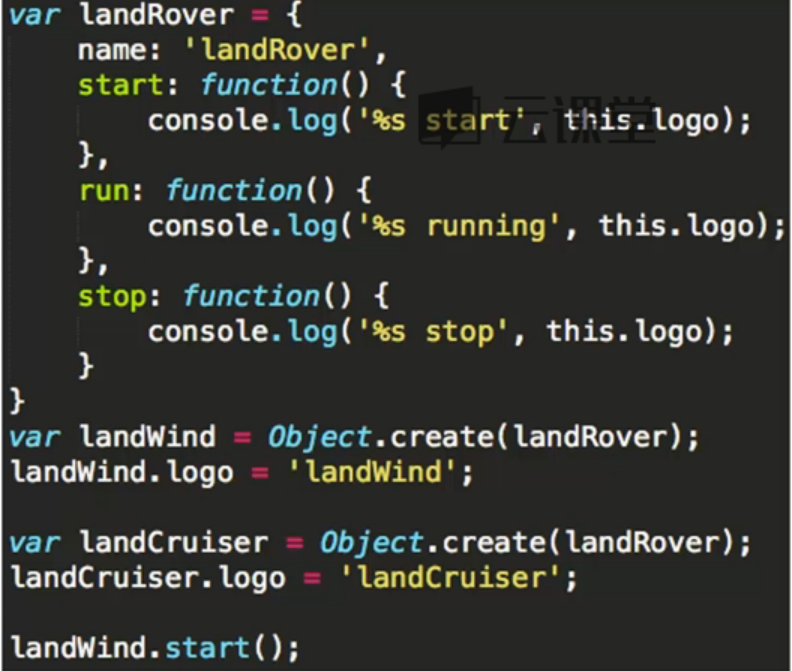 var landRover = {
    name: 'landRover',
    start: function() {
        console.log('%s start', this.logo);
云课堂
    },
    run: function() {
        console.log('%s running', this.logo);
    },
    stop: function() {
        console.log('%s stop', this.logo);
    }
}
var landWind = Object.create(landRover);
landWind.logo = 'landWind';

var landCruiser = Object.create(landRover);
landCruiser.logo = 'landCruiser';

landWind.start();